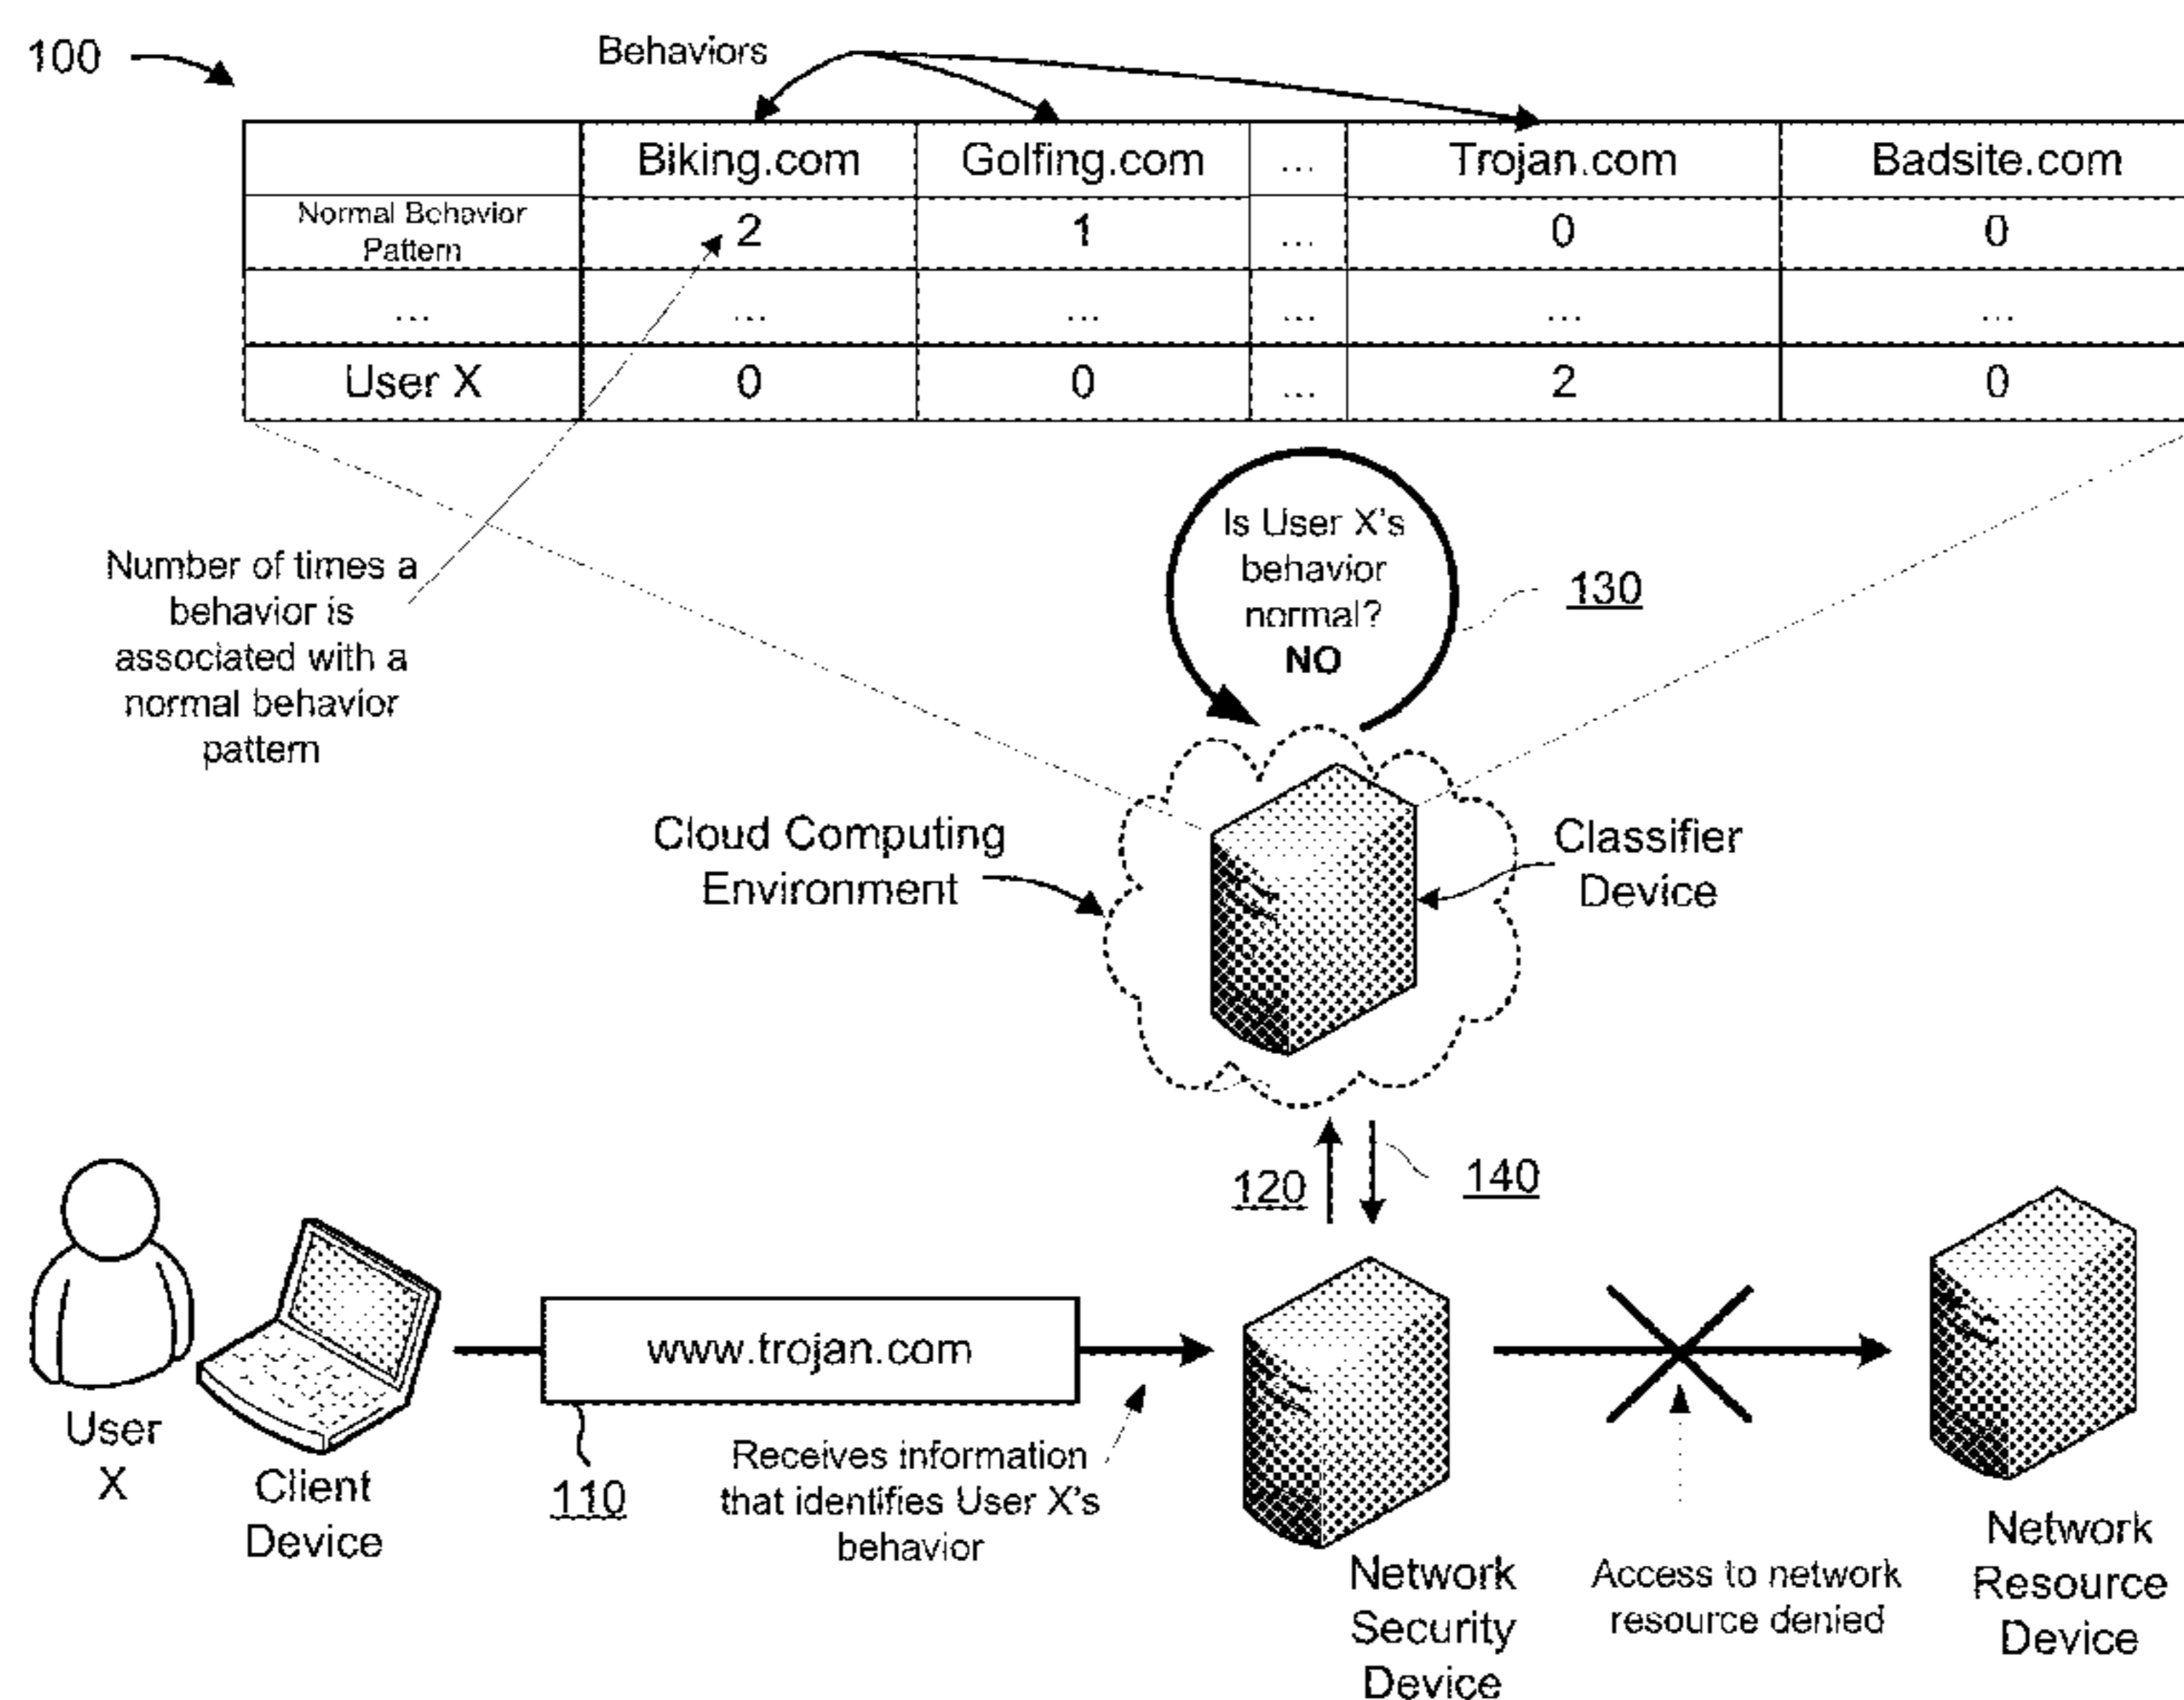 100
Behaviors
Biking.com Golfing.com ... Trojan.com Badsite.com
Normal Behavior
Pattern
2 1 ... 0 0
... ... ... ... ... ...
User X 0 0 ... 2 0
Number of times a
behavior is
associated with a
normal behavior
pattern
Is User X's
behavior
normal?
NO
130
Cloud Computing
Environment
Classifier
Device
120
140
www.trojan.com
User
X
Client
Device
110
Receives information
that identifies User X's
behavior
Network
Security
Device
Access to network
resource denied
Network
Resource
Device